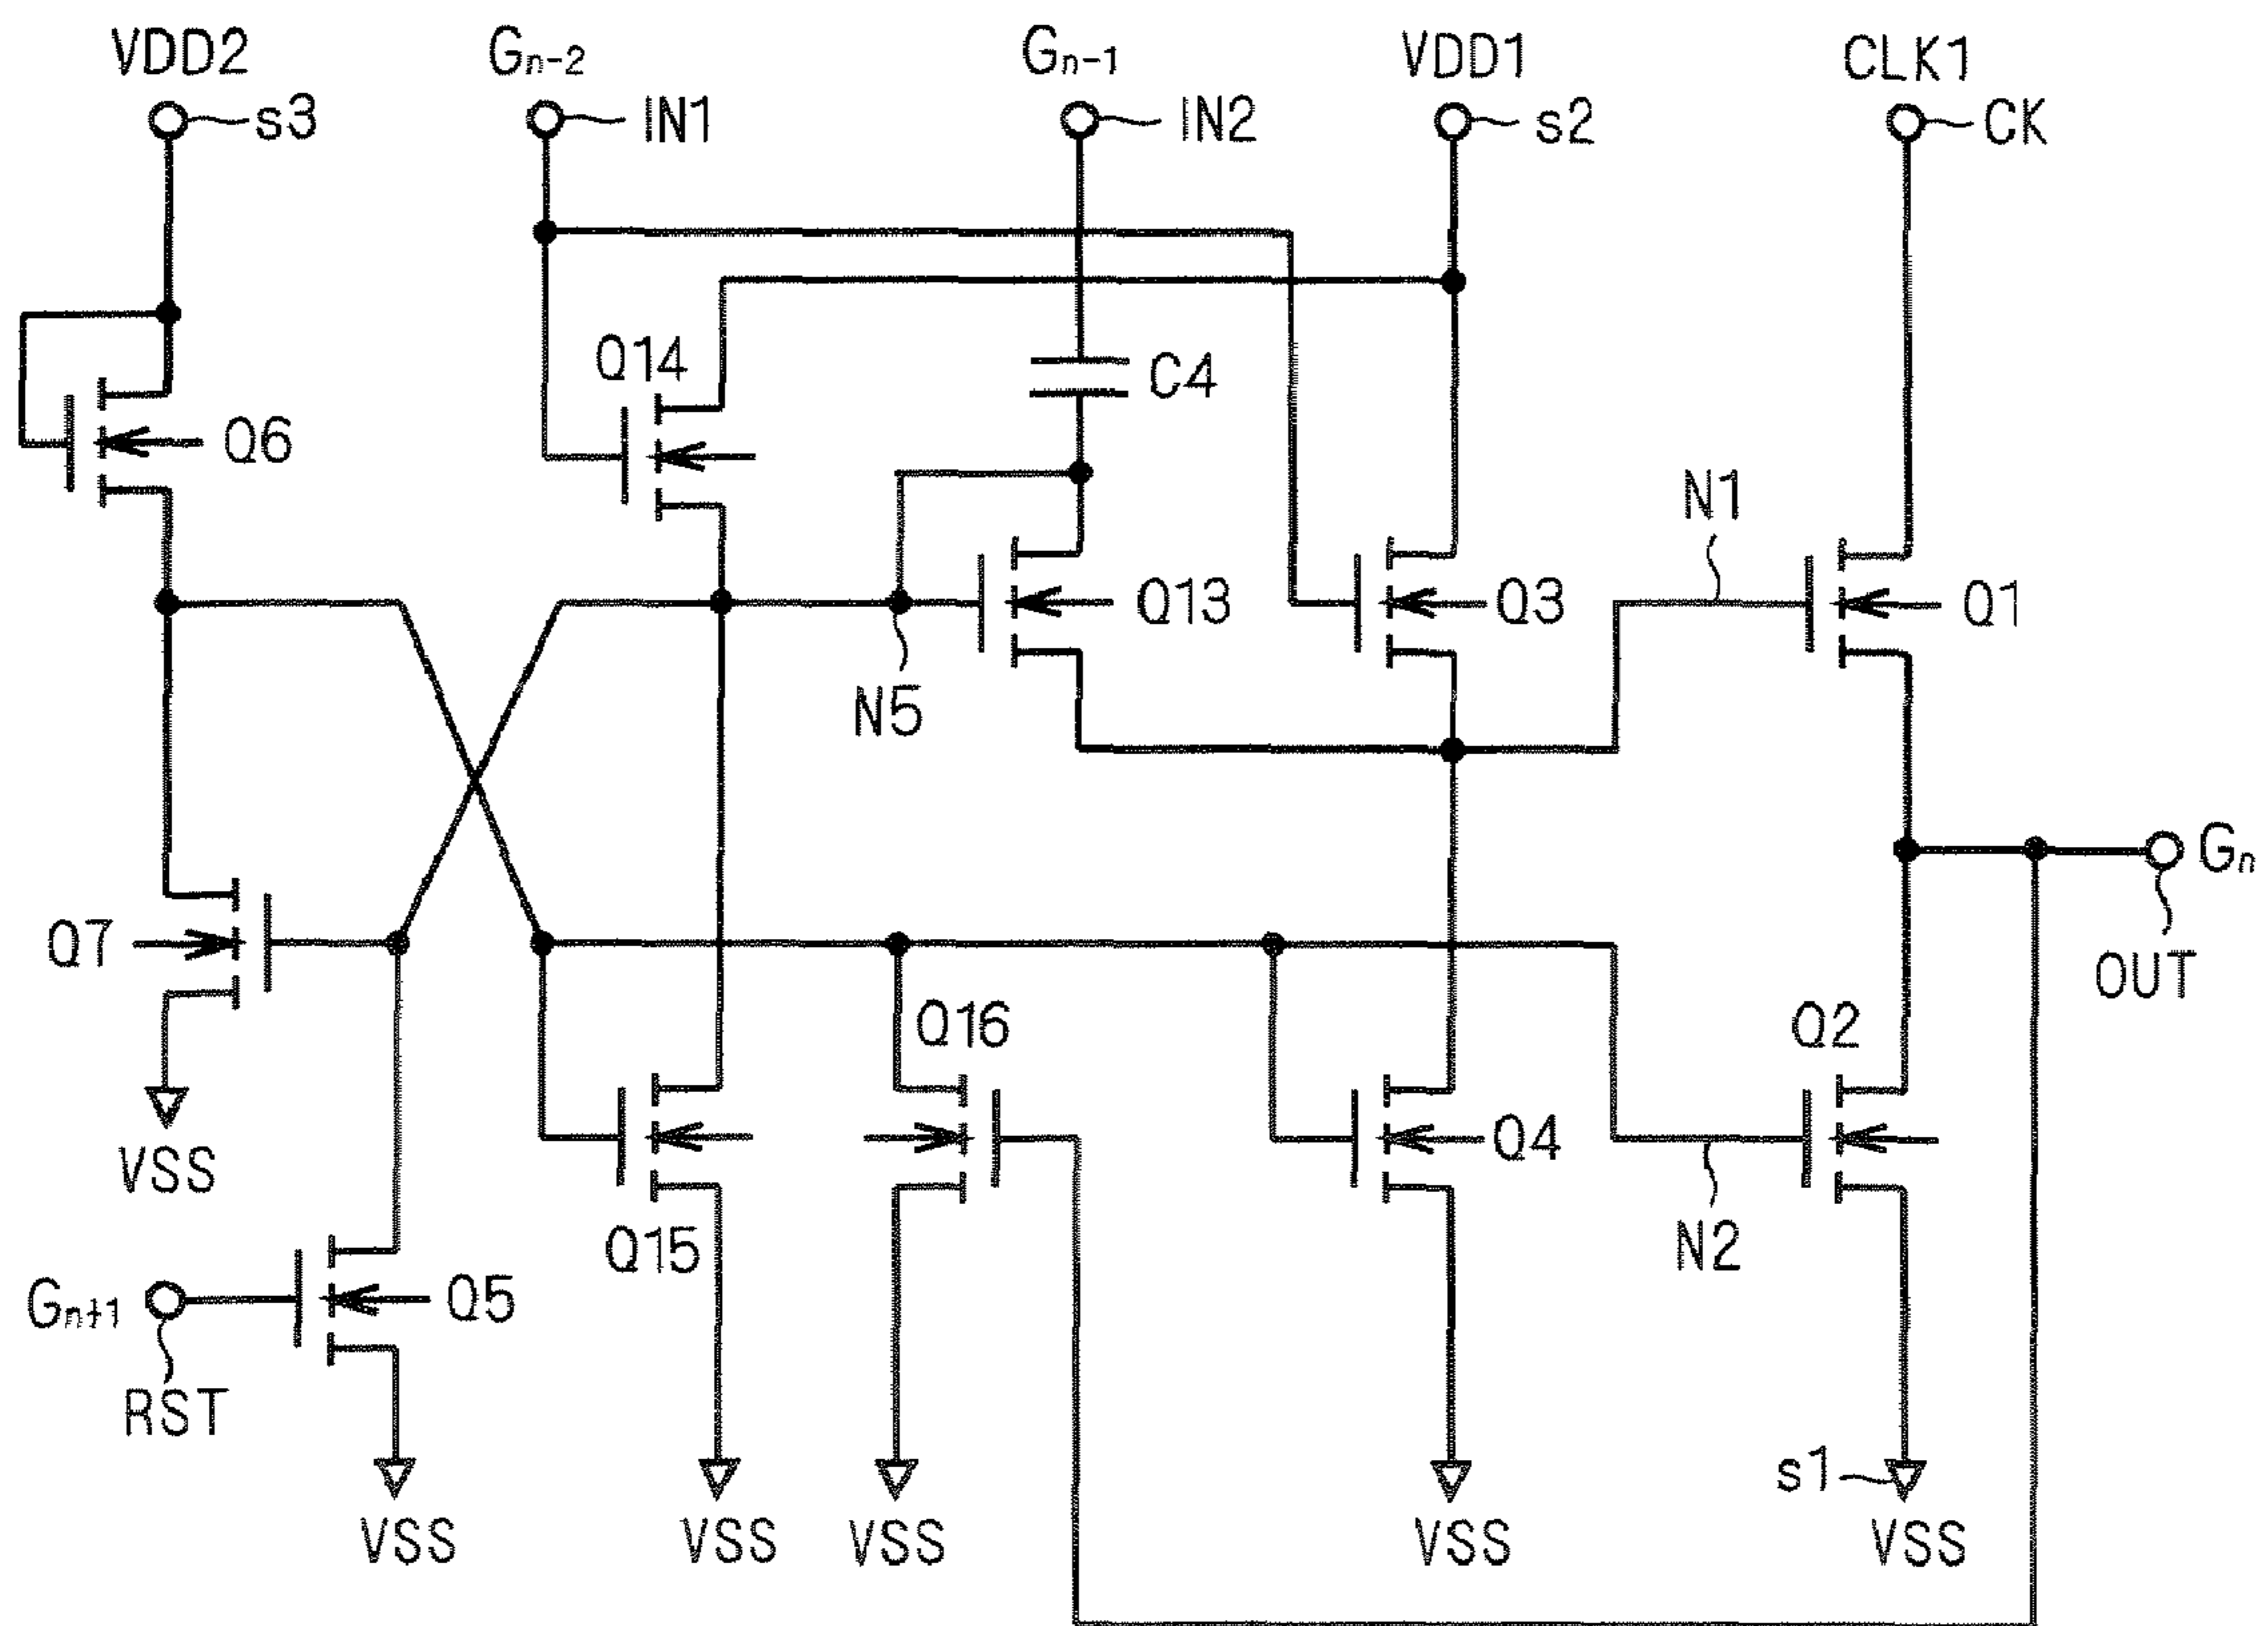 VDD2 Gn-2 Gn-1 VDD1 CLK1
s3 IN1 IN2 s2 CK
Q14 C4
Q6
N1
Q13 Q3 Q1
N5
Gn
Q7 OUT
Q16 Q2
VSS Q4
Q15 N2
Gn+1 Q5
RST
s1
VSS VSS VSS VSS VSS